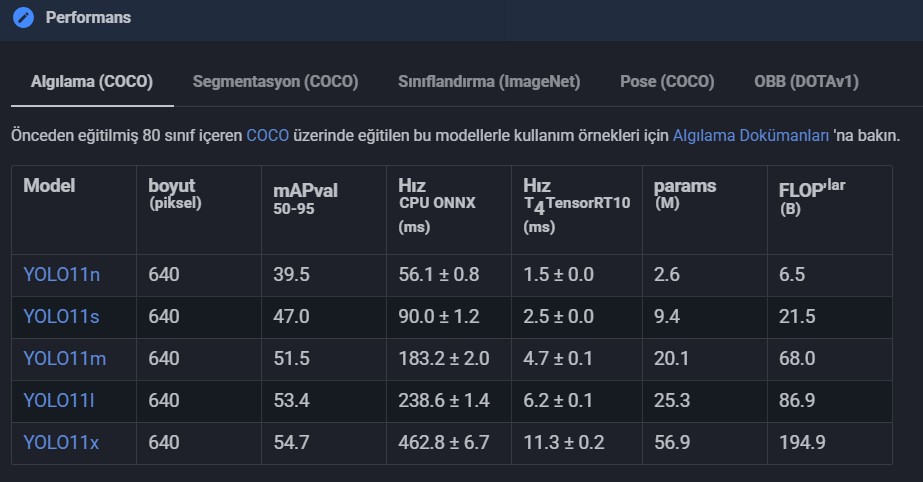 Performans
Algılama (COCO) Segmentasyon (COCO) Sınıflandırma (ImageNet) Pose (COCO) OBB (DOTAv1)
Önceden eğitilmiş 80 sınıf içeren COCO üzerinde eğitilen bu modellerle kullanım örnekleri için Algılama Dokümanları 'na bakın.
Model boyut (piksel) mAPval 50-95 Hız CPU ONNX (ms) Hız T4TensorRT10 (ms) params (M) FLOP'lar (B)
YOLO11n 640 39.5 56.1 ± 0.8 1.5 ± 0.0 2.6 6.5
YOLO11s 640 47.0 90.0 ± 1.2 2.5 ± 0.0 9.4 21.5
YOLO11m 640 51.5 183.2 ± 2.0 4.7 ± 0.1 20.1 68.0
YOLO11l 640 53.4 238.6 ± 1.4 6.2 ± 0.1 25.3 86.9
YOLO11x 640 54.7 462.8 ± 6.7 11.3 ± 0.2 56.9 194.9